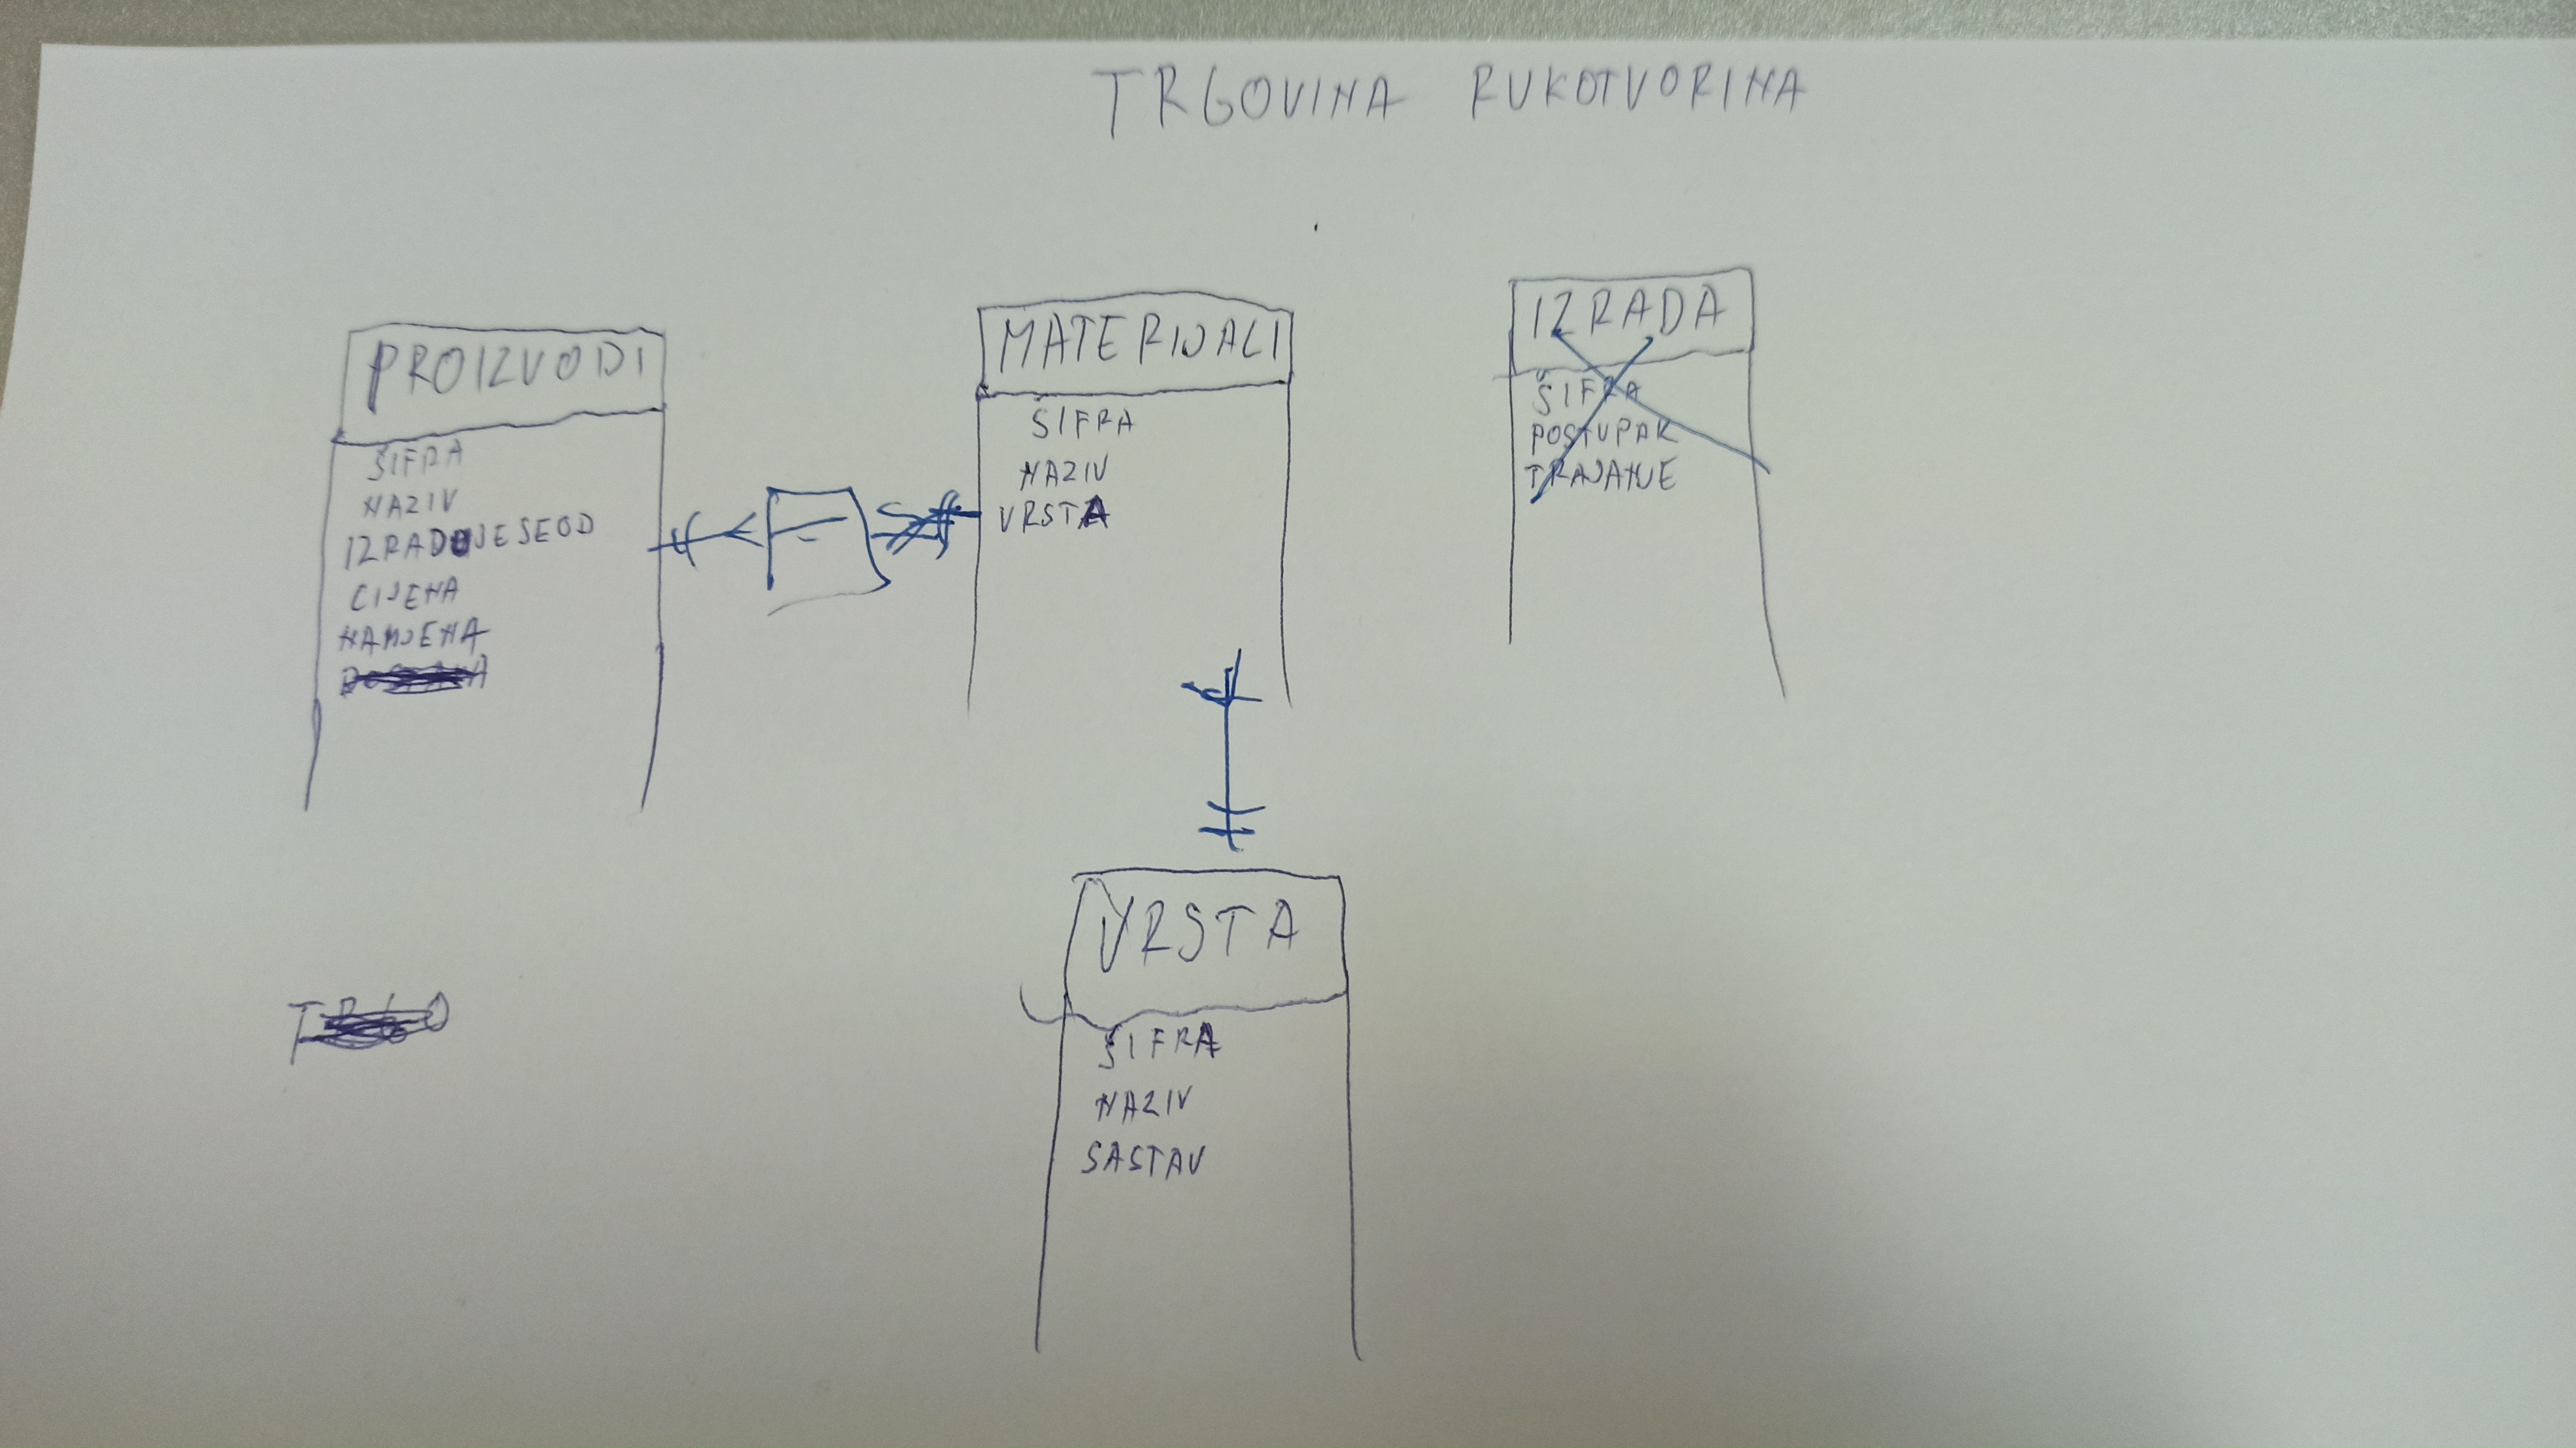 TRGOVINA RUKOTVORINA
PROIZVODI
ŠIFRA
NAZIV
IZRAĐUJESEOD
CIJENA
NAMJENA
MATERIJALI
ŠIFRA
NAZIV
VRSTA
IZRADA
ŠIFRA
POSTUPAK
TRAJANJE
VRSTA
ŠIFRA
NAZIV
SASTAV